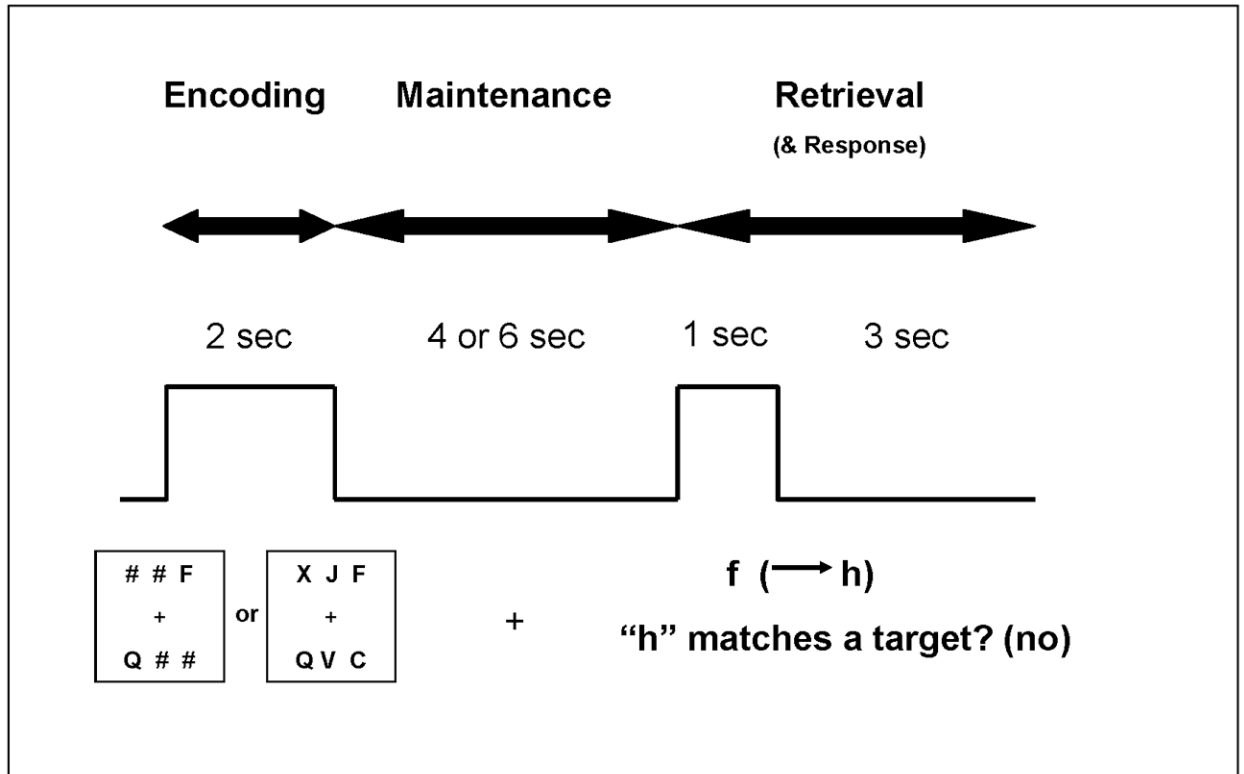 Encoding Maintenance Retrieval
(& Response)
2 sec 4 or 6 sec 1 sec 3 sec
# # F
+
Q # #
or
X J F
+
Q V C
+
f (⟶ h)
“h” matches a target? (no)